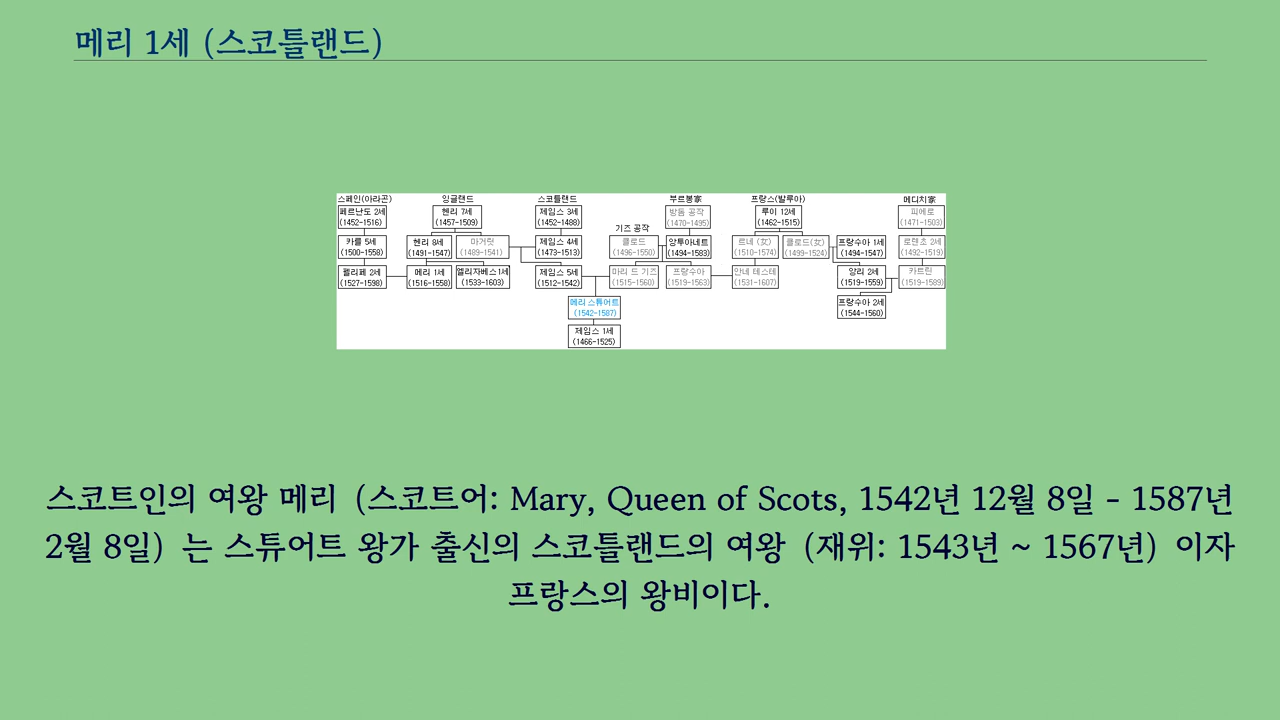 메리 1세 (스코틀랜드)
스페인(아라곤) 잉글랜드 스코틀랜드 부르봉家 프랑스(발루아) 메디치家
페르난도 2세 헨리 7세 제임스 3세 방돔 공작 루이 12세 피에로
(1452-1516) (1457-1509) (1452-1488) (1470-1495) (1462-1515) (1471-1503)
기즈 공작
카를 5세 헨리 8세 마거릿 제임스 4세 클로드 앙투아네트 르네 (女) 클로드(女) 프랑수아 1세 로렌초 2세
(1500-1558) (1491-1547) (1489-1541) (1473-1513) (1496-1550) (1494-1583) (1510-1574) (1499-1524) (1494-1547) (1492-1519)
펠리페 2세 메리 1세 엘리자베스 1세 제임스 5세 마리 드 기즈 프랑수아 안네 테스테 앙리 2세 카트린
(1527-1598) (1516-1558) (1533-1603) (1512-1542) (1515-1560) (1519-1563) (1531-1607) (1519-1559) (1519-1589)
메리 스튜어트 프랑수아 2세
(1542-1587) (1544-1560)
제임스 1세
(1466-1525)
스코트인의 여왕 메리 (스코트어: Mary, Queen of Scots, 1542년 12월 8일 - 1587년
2월 8일) 는 스튜어트 왕가 출신의 스코틀랜드의 여왕 (재위: 1543년 ~ 1567년) 이자
프랑스의 왕비이다.